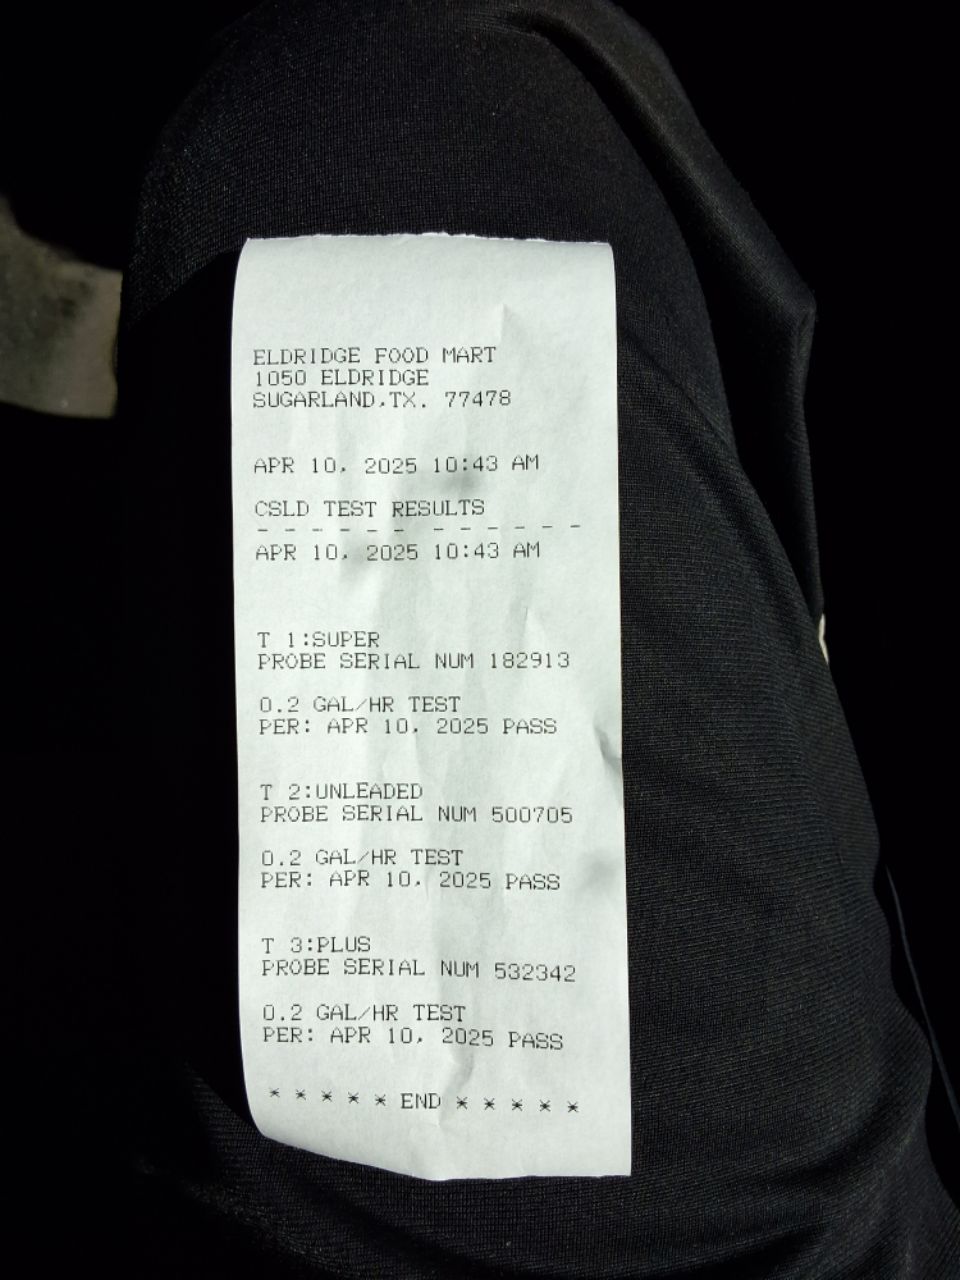 ELDRIDGE FOOD MART
1050 ELDRIDGE
SUGARLAND,TX. 77478
APR 10, 2025 10:43 AM
CSLD TEST RESULTS
- - - - - - - - - - - -
APR 10, 2025 10:43 AM
T 1:SUPER
PROBE SERIAL NUM 182913
0.2 GAL/HR TEST
PER: APR 10, 2025 PASS
T 2:UNLEADED
PROBE SERIAL NUM 500705
0.2 GAL/HR TEST
PER: APR 10, 2025 PASS
T 3:PLUS
PROBE SERIAL NUM 532342
0.2 GAL/HR TEST
PER: APR 10, 2025 PASS
* * * * * END * * * * *